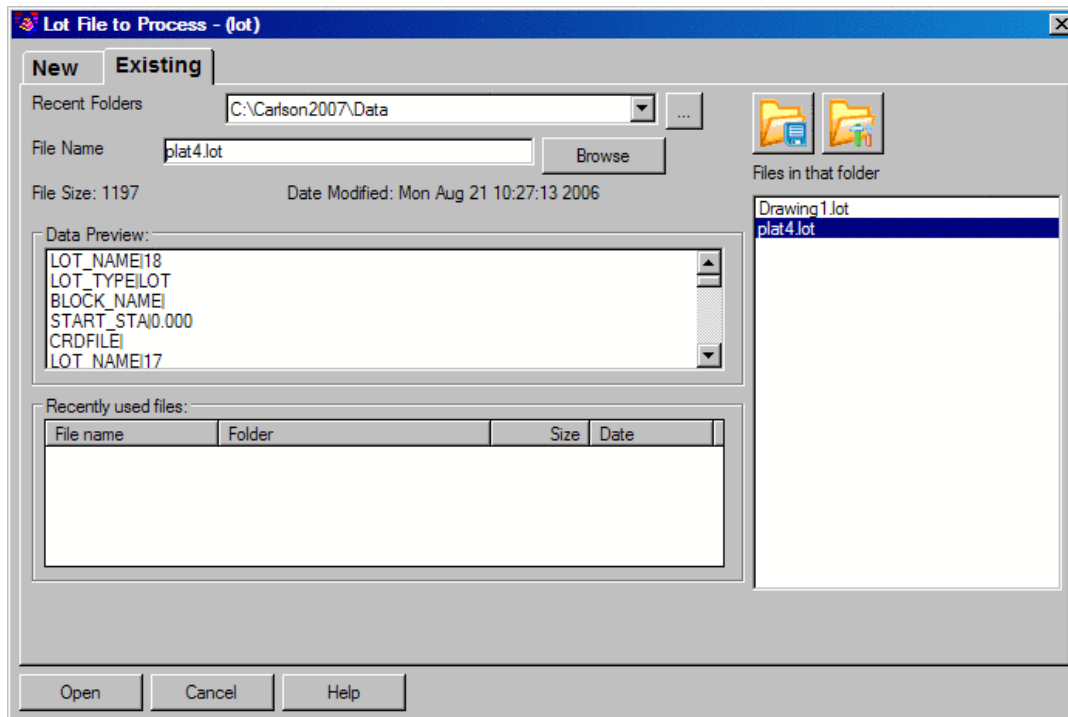 Lot File to Process - (lot)
New
Existing
Recent Folders
C:\Carlson2007\Data
...
File Name
plat4.lot
Browse
File Size: 1197
Date Modified: Mon Aug 21 10:27:13 2006
Files in that folder
Drawing1.lot
plat4.lot
Data Preview:
LOT_NAME|18
LOT_TYPE|LOT
BLOCK_NAME|
START_STA|0.000
CRDFILE|
LOT_NAME|17
Recently used files:
File name Folder Size Date
Open Cancel Help